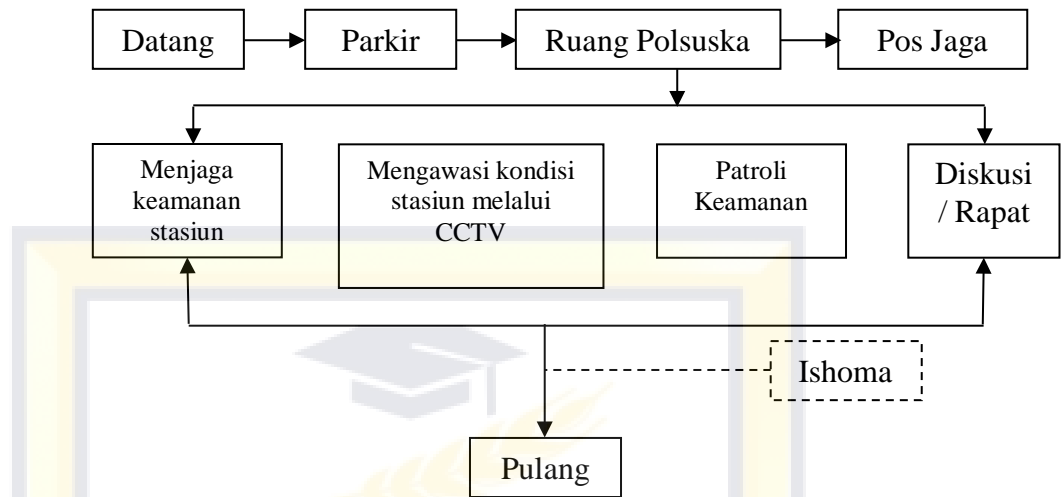 Datang
Parkir
Ruang Polsuska
Pos Jaga
Menjaga
keamanan
stasiun
Mengawasi kondisi
stasiun melalui
CCTV
Patroli
Keamanan
Diskusi
/ Rapat
Ishoma
Pulang